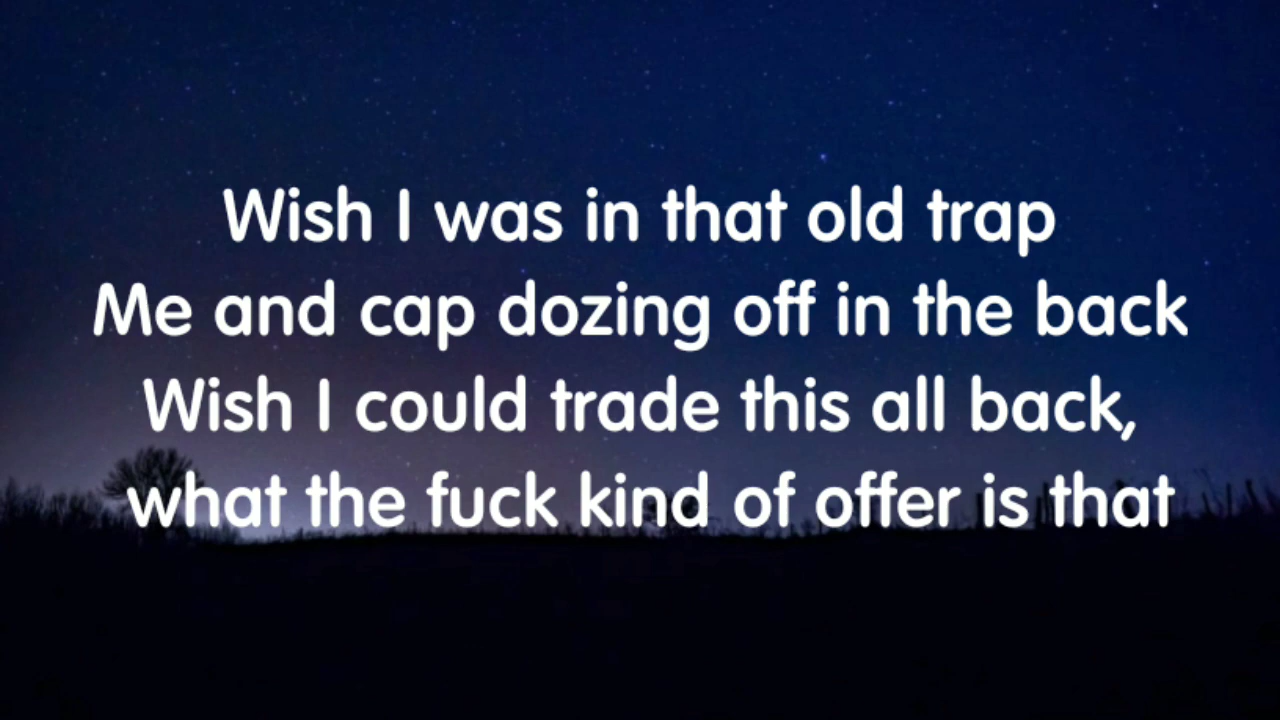 Wish I was in that old trap
Me and cap dozing off in the back
Wish I could trade this all back,
what the fuck kind of offer is that